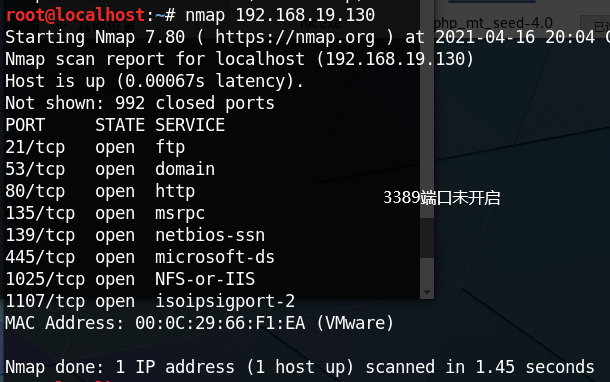 root@localhost:~# nmap 192.168.19.130
php_mt_seed-4.0
Starting Nmap 7.80 ( https://nmap.org ) at 2021-04-16 20:04
Nmap scan report for localhost (192.168.19.130)
Host is up (0.00067s latency).
Not shown: 992 closed ports
PORT     STATE SERVICE
21/tcp   open  ftp
53/tcp   open  domain
80/tcp   open  http
3389端口未开启
135/tcp  open  msrpc
139/tcp  open  netbios-ssn
445/tcp  open  microsoft-ds
1025/tcp open  NFS-or-IIS
1107/tcp open  isoipsigport-2
MAC Address: 00:0C:29:66:F1:EA (VMware)
Nmap done: 1 IP address (1 host up) scanned in 1.45 seconds